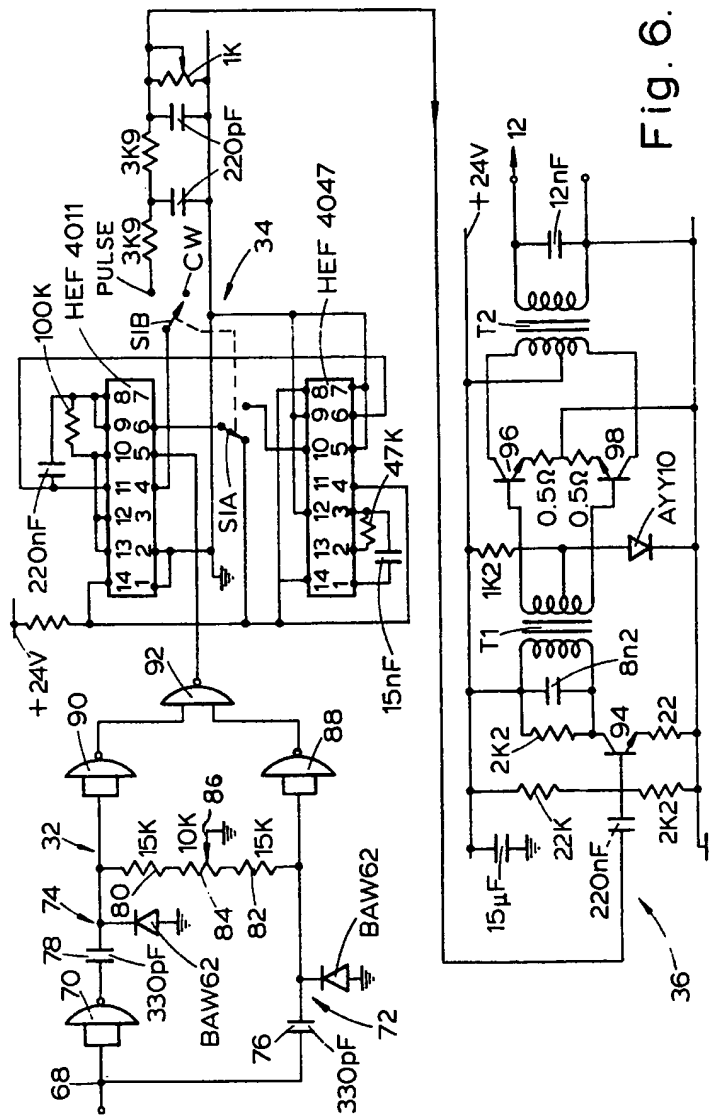 68
70
78
330pF
BAW62
74
32
80
15K
10K
84
86
15K
82
76
330pF
72
BAW62
90
88
92
+24V
220nF
100K
HEF 4011
14 13 12 11 10 9 8
1 2 3 4 5 6 7
PULSE
SIB
CW
SIA
34
3K9
3K9
220pF
1K
14 13 12 10 9 8
1 2 3 4 5 6 7
HEF 4047
47K
15nF
36
15µF
220nF
22K
2K2
2K2
94
22
8n2
T1
1K2
AYY10
96
0.5Ω
0.5Ω
98
T2
12nF
12
+24V
Fig. 6.